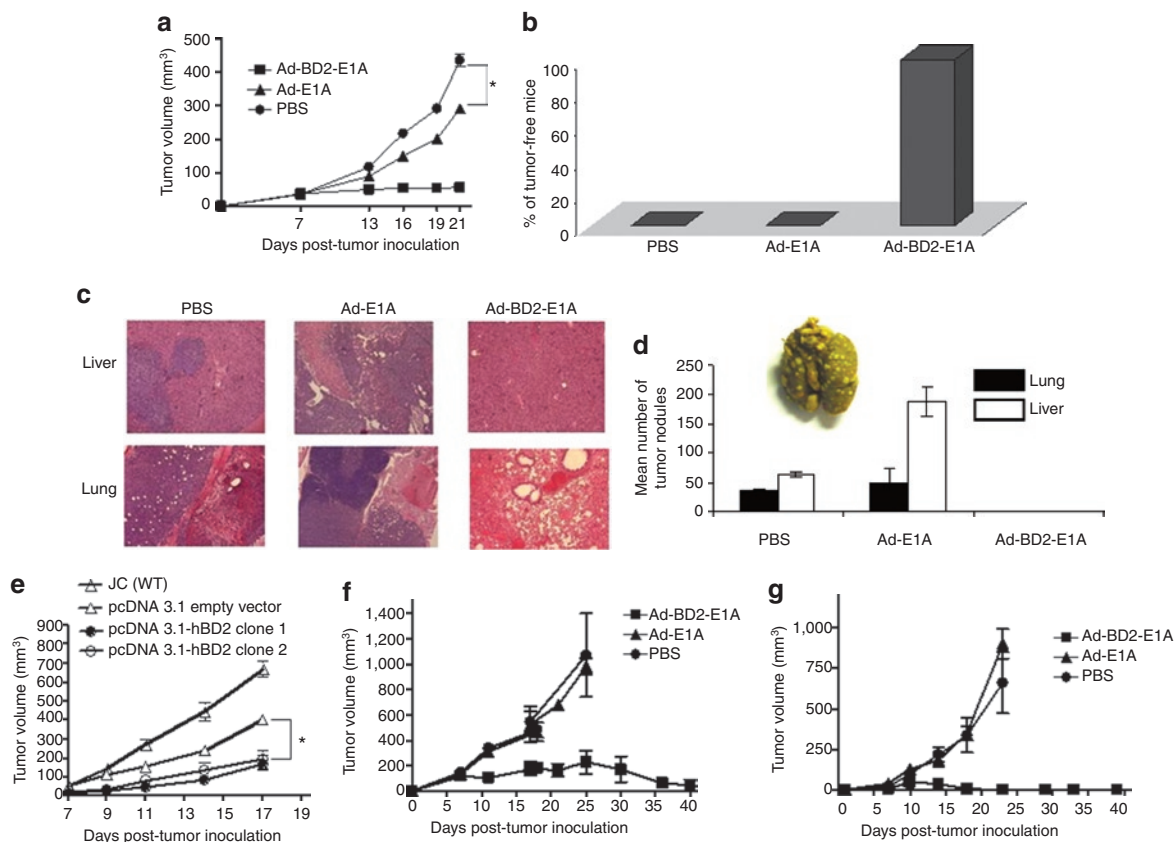 a
Tumor volume (mm³)
500
400
300
200
100
0
Ad-BD2-E1A
Ad-E1A
PBS
*
7 13 16 19 21
Days post-tumor inoculation
b
% of tumor-free mice
100
80
60
40
20
0
PBS Ad-E1A Ad-BD2-E1A
c
PBS Ad-E1A Ad-BD2-E1A
Liver
Lung
d
Mean number of
tumor nodules
250
200
150
100
50
0
Lung
Liver
PBS Ad-E1A Ad-BD2-E1A
e
JC (WT)
pcDNA 3.1 empty vector
pcDNA 3.1-hBD2 clone 1
pcDNA 3.1-hBD2 clone 2
Tumor volume (mm³)
900
800
700
600
500
400
300
200
100
0
*
7 9 11 13 15 17 19
Days post-tumor inoculation
f
Tumor volume (mm³)
1,400
1,200
1,000
800
600
400
200
0
Ad-BD2-E1A
Ad-E1A
PBS
0 5 10 15 20 25 30 35 40
Days post-tumor inoculation
g
Tumor volume (mm³)
1,000
750
500
250
0
Ad-BD2-E1A
Ad-E1A
PBS
0 5 10 15 20 25 30 35 40
Days post-tumor inoculation